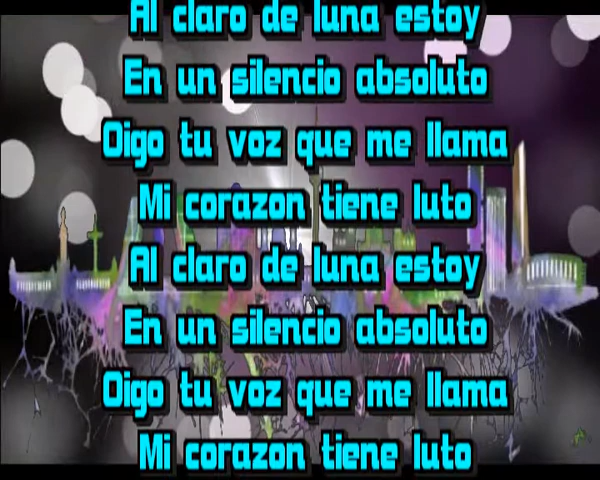 Al claro de luna estoy
En un silencio absoluto
Oigo tu voz que me llama
Mi corazon tiene luto
Al claro de luna estoy
En un silencio absoluto
Oigo tu voz que me llama
Mi corazon tiene luto